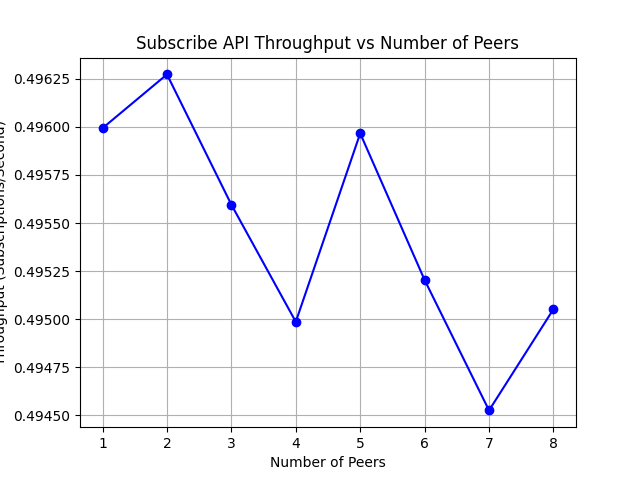 Subscribe API Throughput vs Number of Peers
Throughput (Subscriptions/Second)
0.49625
0.49600
0.49575
0.49550
0.49525
0.49500
0.49475
0.49450
1 2 3 4 5 6 7 8
Number of Peers